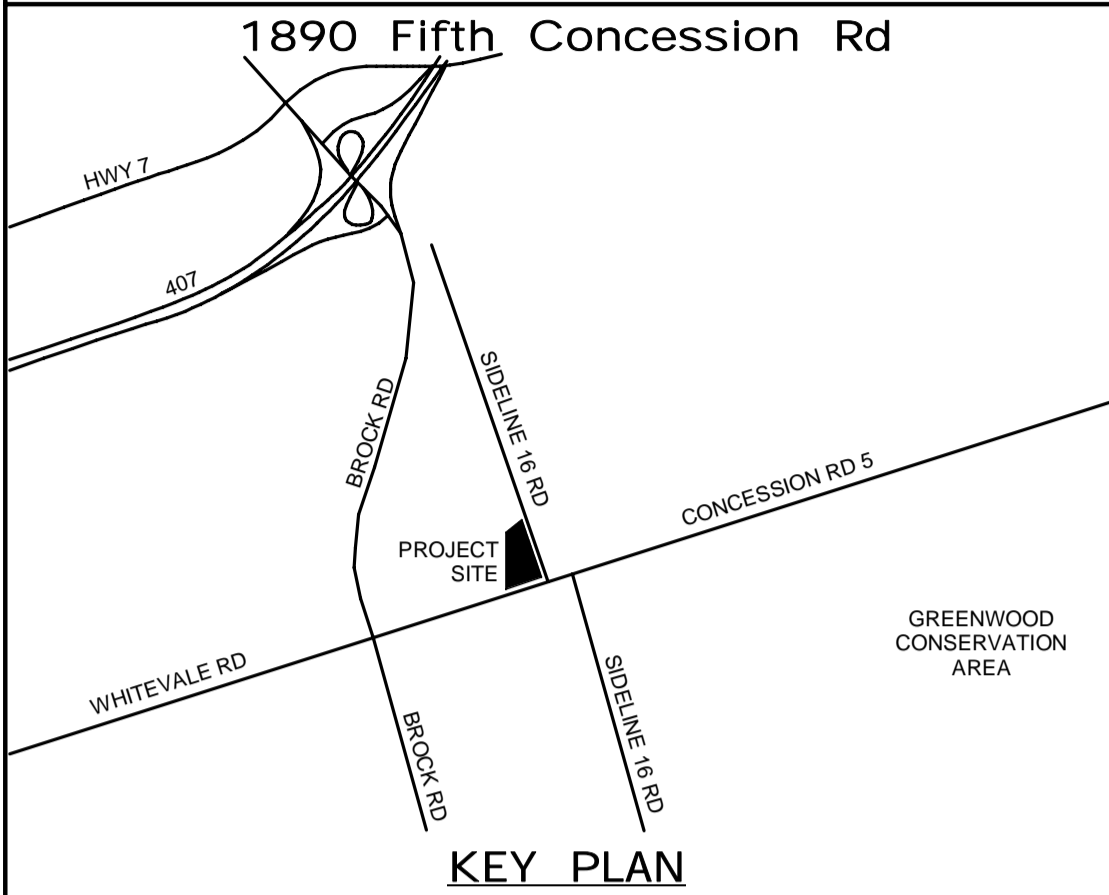 1890 Fifth Concession Rd
HWY 7
407
SIDELINE 16 RD
BROCK RD
CONCESSION RD 5
PROJECT
SITE
GREENWOOD
CONSERVATION
AREA
WHITEVALE RD
SIDELINE 16 RD
BROCK RD
KEY PLAN